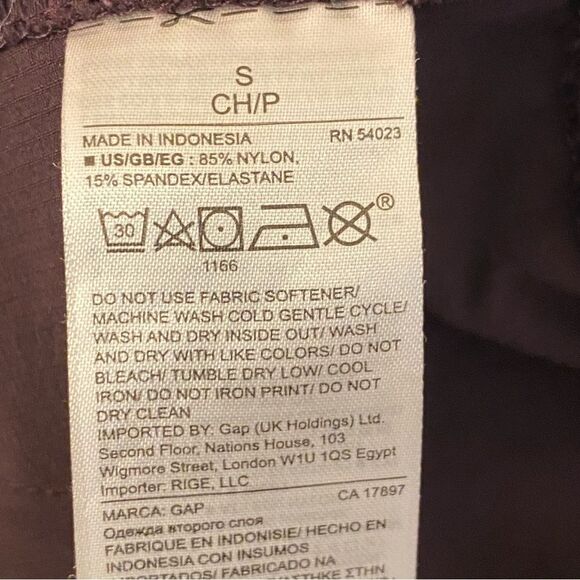 S
CH/P
MADE IN INDONESIA RN 54023
■ US/GB/EG : 85% NYLON,
15% SPANDEX/ELASTANE
30
®
1166
DO NOT USE FABRIC SOFTENER/
MACHINE WASH COLD GENTLE CYCLE/
WASH AND DRY INSIDE OUT/ WASH
AND DRY WITH LIKE COLORS/ DO NOT
BLEACH/ TUMBLE DRY LOW/ COOL
IRON/ DO NOT IRON PRINT/ DO NOT
DRY CLEAN
IMPORTED BY: Gap (UK Holdings) Ltd.
Second Floor, Nations House, 103
Wigmore Street, London W1U 1QS Egypt
Importer: RIGE, LLC
CA 17897
MARCA: GAP
Одежда второго слоя
FABRIQUE EN INDONISIE/ HECHO EN
INDONESIA CON INSUMOS
IMPORTADOS/ FABRICADO NA
ΣΤΗΝ